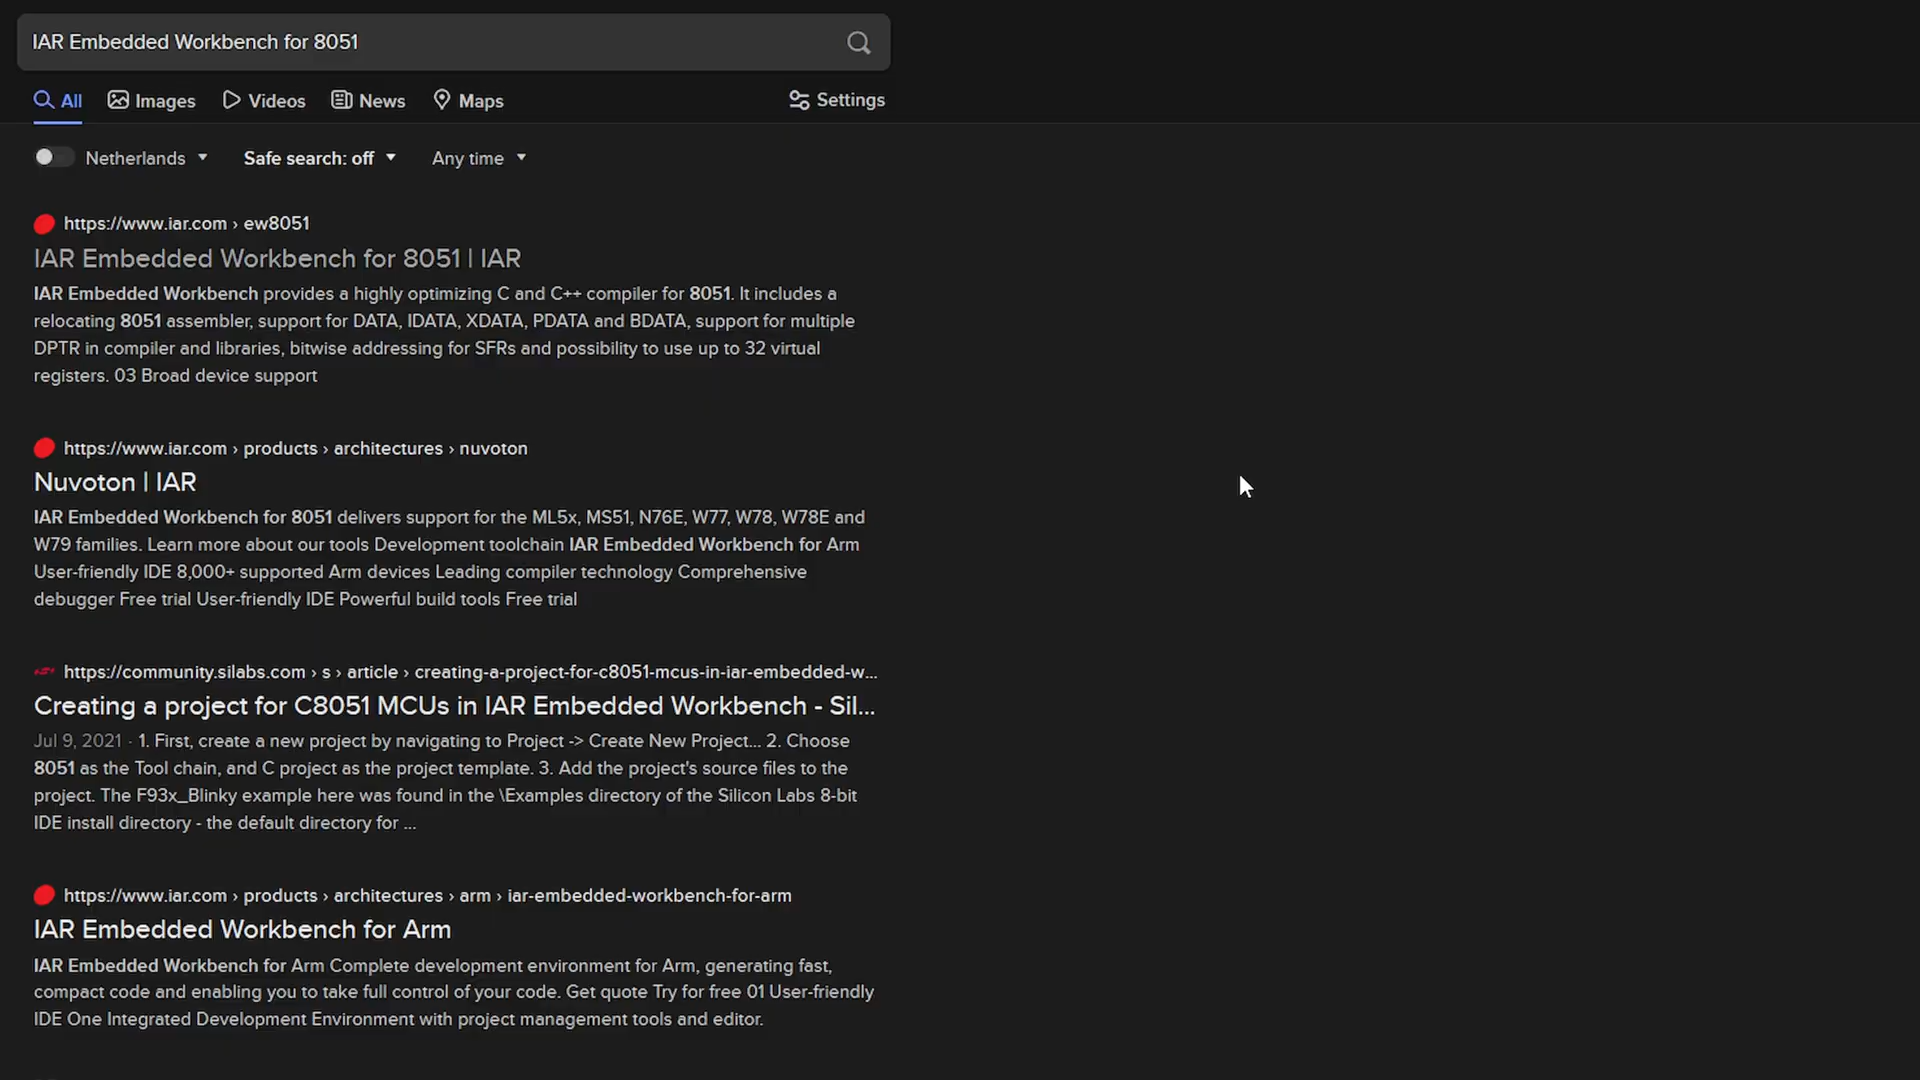 IAR Embedded Workbench for 8051
All Images Videos News Maps Settings
Netherlands Safe search: off Any time
https://www.iar.com › ew8051
IAR Embedded Workbench for 8051 | IAR
IAR Embedded Workbench provides a highly optimizing C and C++ compiler for 8051. It includes a
relocating 8051 assembler, support for DATA, IDATA, XDATA, PDATA and BDATA, support for multiple
DPTR in compiler and libraries, bitwise addressing for SFRs and possibility to use up to 32 virtual
registers. 03 Broad device support
https://www.iar.com › products › architectures › nuvoton
Nuvoton | IAR
IAR Embedded Workbench for 8051 delivers support for the ML5x, MS51, N76E, W77, W78, W78E and
W79 families. Learn more about our tools Development toolchain IAR Embedded Workbench for Arm
User-friendly IDE 8,000+ supported Arm devices Leading compiler technology Comprehensive
debugger Free trial User-friendly IDE Powerful build tools Free trial
https://community.silabs.com › s › article › creating-a-project-for-c8051-mcus-in-iar-embedded-w...
Creating a project for C8051 MCUs in IAR Embedded Workbench - Sil...
Jul 9, 2021 · 1. First, create a new project by navigating to Project -> Create New Project... 2. Choose
8051 as the Tool chain, and C project as the project template. 3. Add the project's source files to the
project. The F93x_Blinky example here was found in the \Examples directory of the Silicon Labs 8-bit
IDE install directory - the default directory for ...
https://www.iar.com › products › architectures › arm › iar-embedded-workbench-for-arm
IAR Embedded Workbench for Arm
IAR Embedded Workbench for Arm Complete development environment for Arm, generating fast,
compact code and enabling you to take full control of your code. Get quote Try for free 01 User-friendly
IDE One Integrated Development Environment with project management tools and editor.